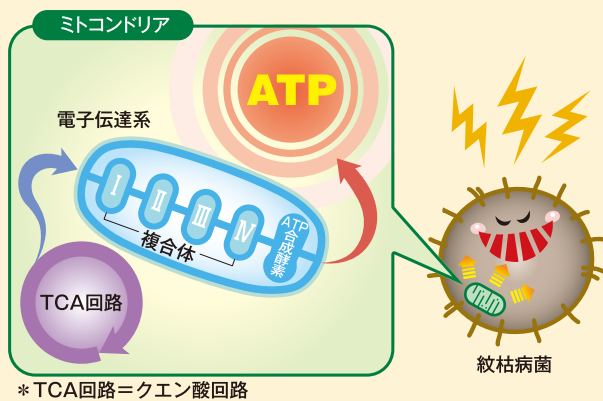 ミトコンドリア
ATP
電子伝達系
Ⅰ Ⅱ Ⅲ Ⅳ
ATP
合成酵素
複合体
TCA回路
紋枯病菌
＊TCA回路＝クエン酸回路